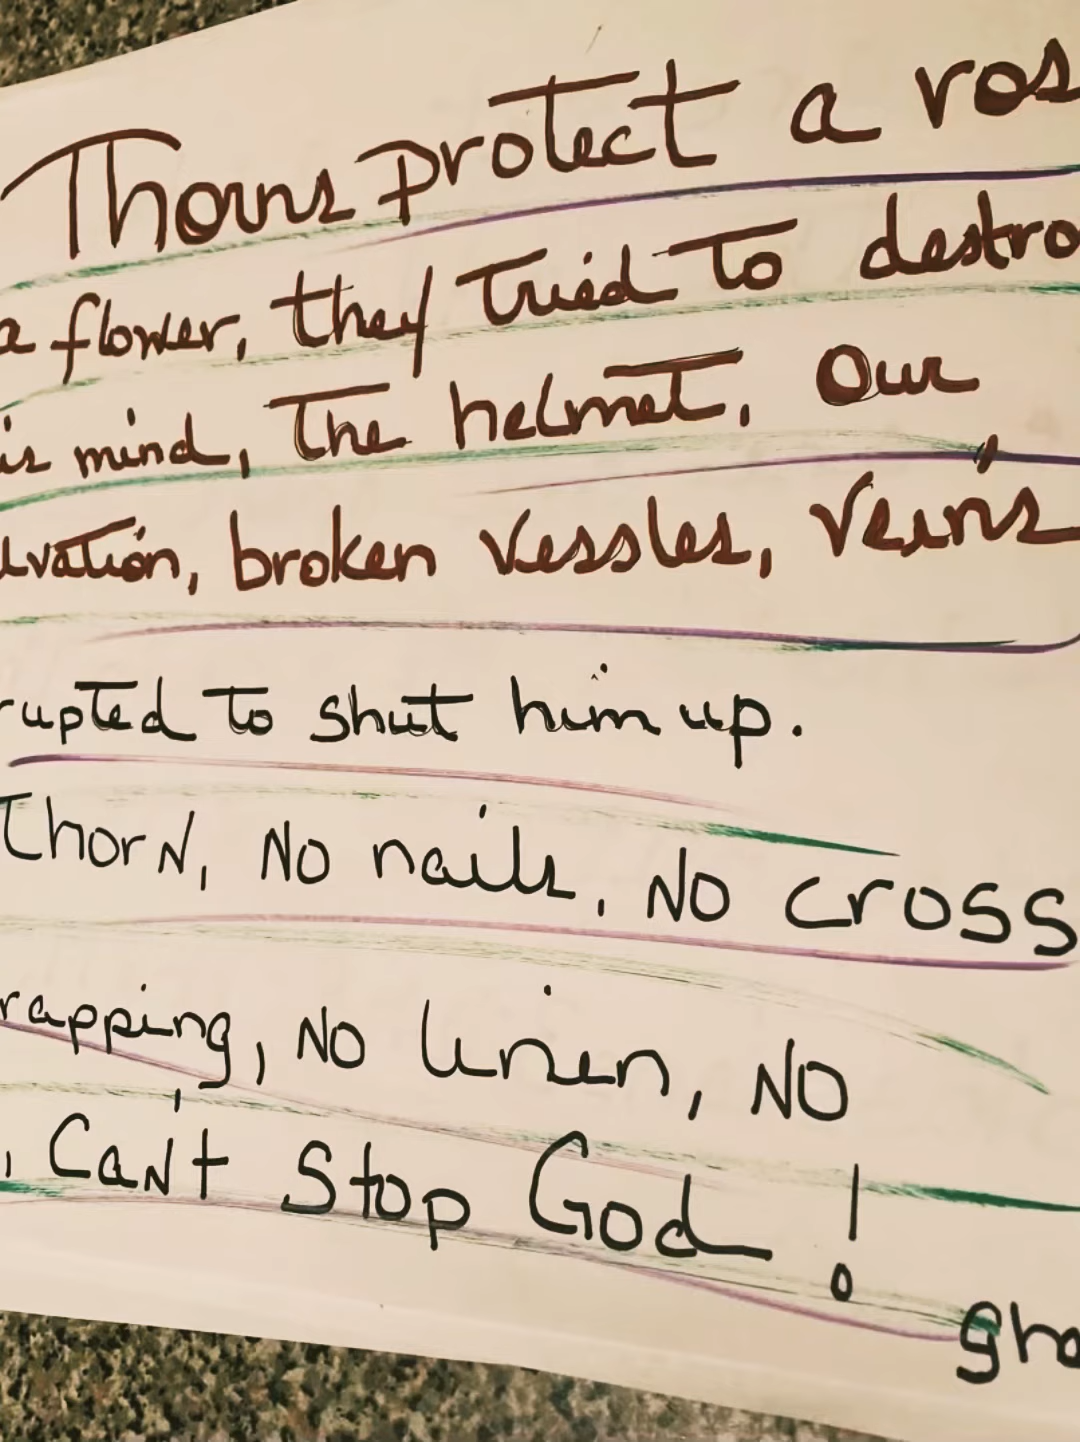 Thorns protect a ros
a flower, they tried to destro
is mind, The helmet, Our
lvation, broken vessles, veins
rupted to shut him up.
Thorn, No nails, No cross
rapping, No linen, No
, Can't Stop God!
gho